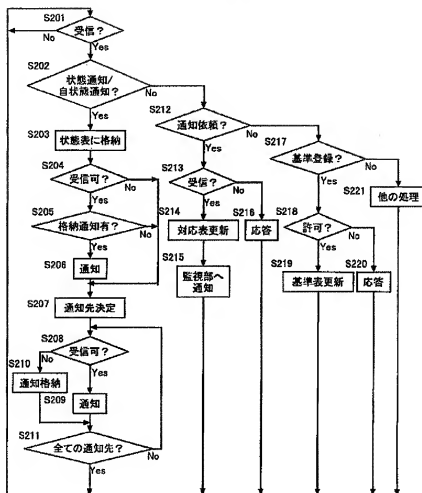 S201
受信?
No
Yes
S202
状態通知/
自状態通知?
No
Yes
S203
状態表に格納
S204
受信可?
No
Yes
S205
格納通知有?
No
Yes
S206
通知
S207
通知先決定
S208
受信可?
No
Yes
S210
通知格納
S209
通知
S211
全ての通知先?
No
Yes
S212
通知依頼?
No
Yes
S213
受信?
No
Yes
S214
対応表更新
S215
監視部へ
通知
S216
応答
S217
基準登録?
No
Yes
S218
許可?
No
Yes
S219
基準表更新
S220
応答
S221
他の処理